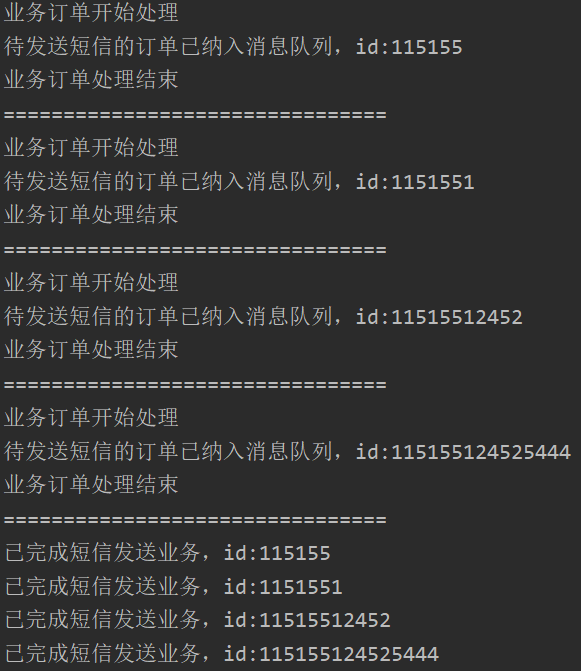 业务订单开始处理
待发送短信的订单已纳入消息队列，id:115155
业务订单处理结束
================================
业务订单开始处理
待发送短信的订单已纳入消息队列，id:1151551
业务订单处理结束
================================
业务订单开始处理
待发送短信的订单已纳入消息队列，id:11515512452
业务订单处理结束
================================
业务订单开始处理
待发送短信的订单已纳入消息队列，id:115155124525444
业务订单处理结束
================================
已完成短信发送业务，id:115155
已完成短信发送业务，id:1151551
已完成短信发送业务，id:11515512452
已完成短信发送业务，id:115155124525444